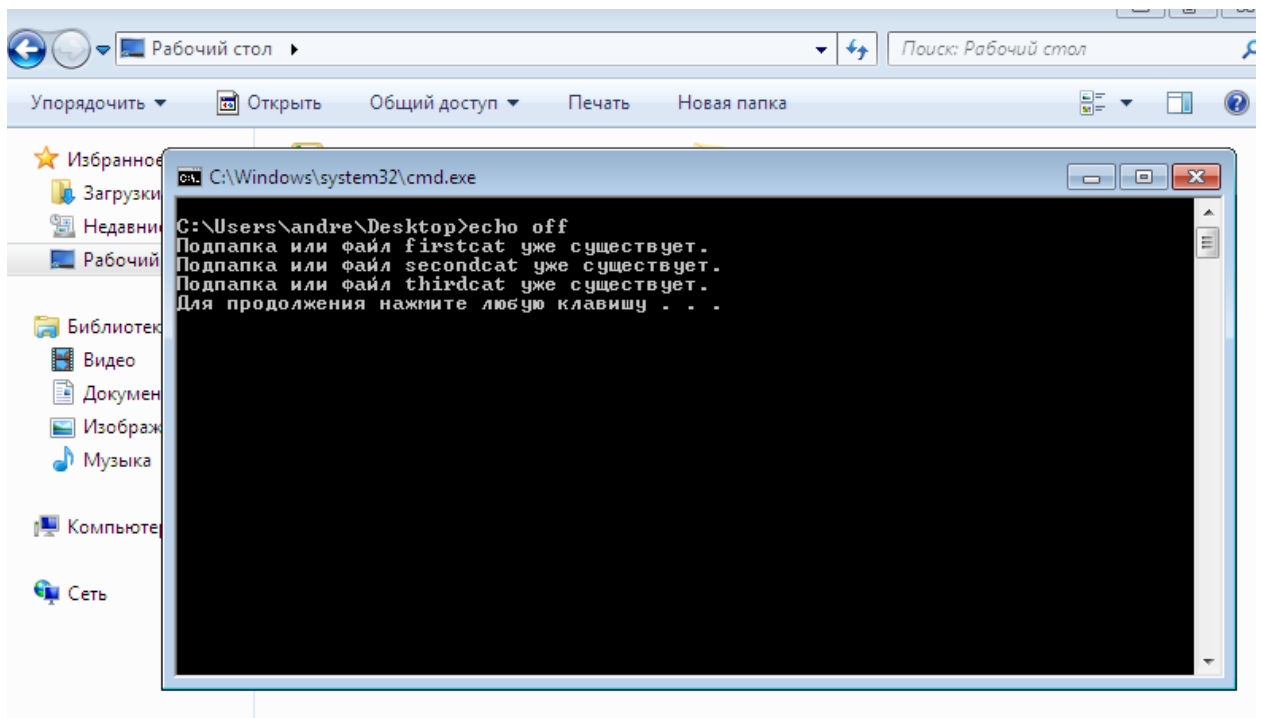 Рабочий стол
Поиск: Рабочий стол
Упорядочить Открыть Общий доступ Печать Новая папка
Избранное
Загрузки
Недавни
Рабочий
Библиотек
Видео
Докумен
Изображ
Музыка
Компьютер
Сеть
C:\Windows\system32\cmd.exe
C:\Users\andre\Desktop>echo off
Подпапка или файл firstcat уже существует.
Подпапка или файл secondcat уже существует.
Подпапка или файл thirdcat уже существует.
Для продолжения нажмите любую клавишу . . .